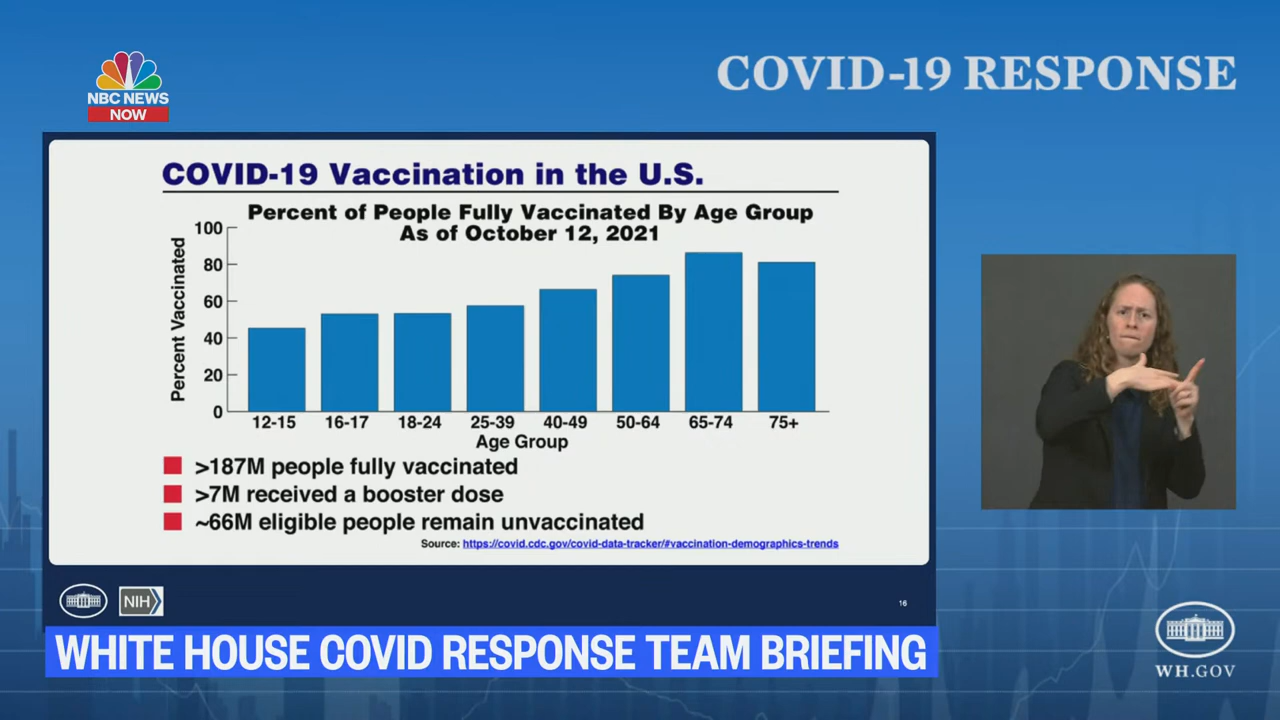 NBC NEWS
NOW
COVID-19 RESPONSE
COVID-19 Vaccination in the U.S.
Percent of People Fully Vaccinated By Age Group
As of October 12, 2021
Percent Vaccinated
100
80
60
40
20
0
12-15 16-17 18-24 25-39 40-49 50-64 65-74 75+
Age Group
>187M people fully vaccinated
>7M received a booster dose
~66M eligible people remain unvaccinated
Source: https://covid.cdc.gov/covid-data-tracker/#vaccination-demographics-trends
NIH
16
WHITE HOUSE COVID RESPONSE TEAM BRIEFING
WH.GOV